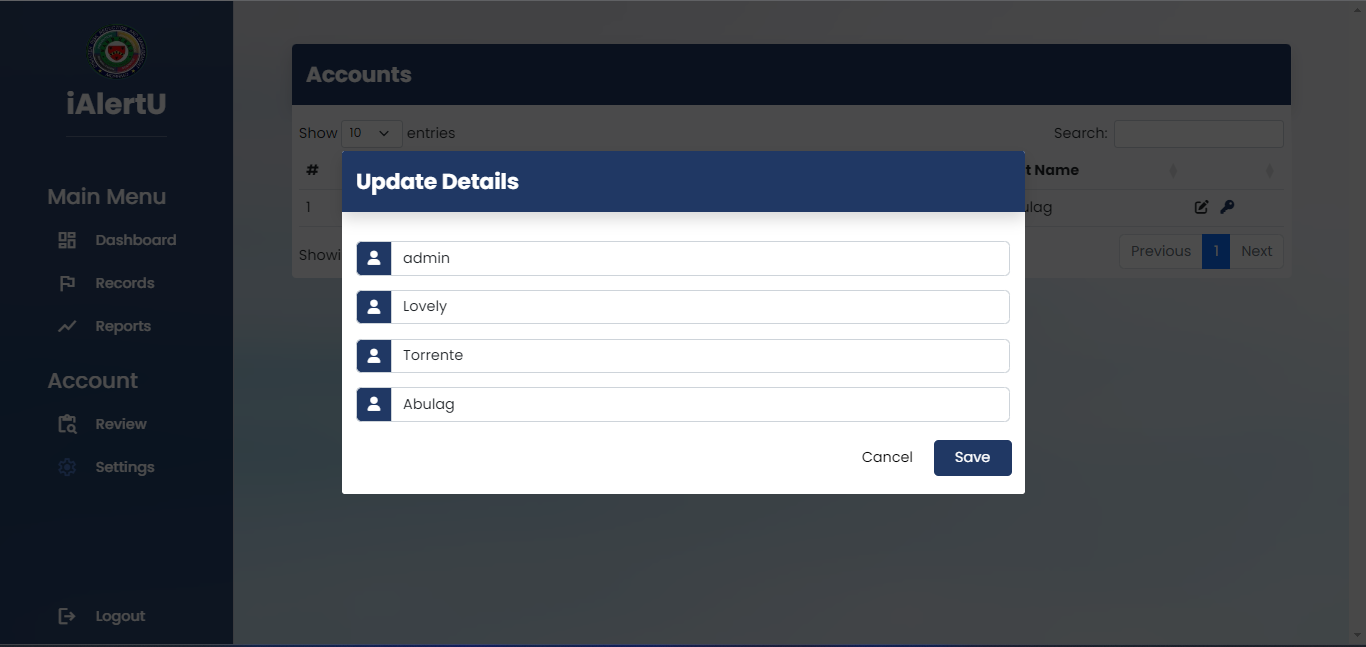 iAlertU
Main Menu
Dashboard
Records
Reports
Account
Review
Settings
Logout
Accounts
Show 10 entries
Search:
# t Name
1 ulag
Showi
Previous 1 Next
Update Details
admin
Lovely
Torrente
Abulag
Cancel Save